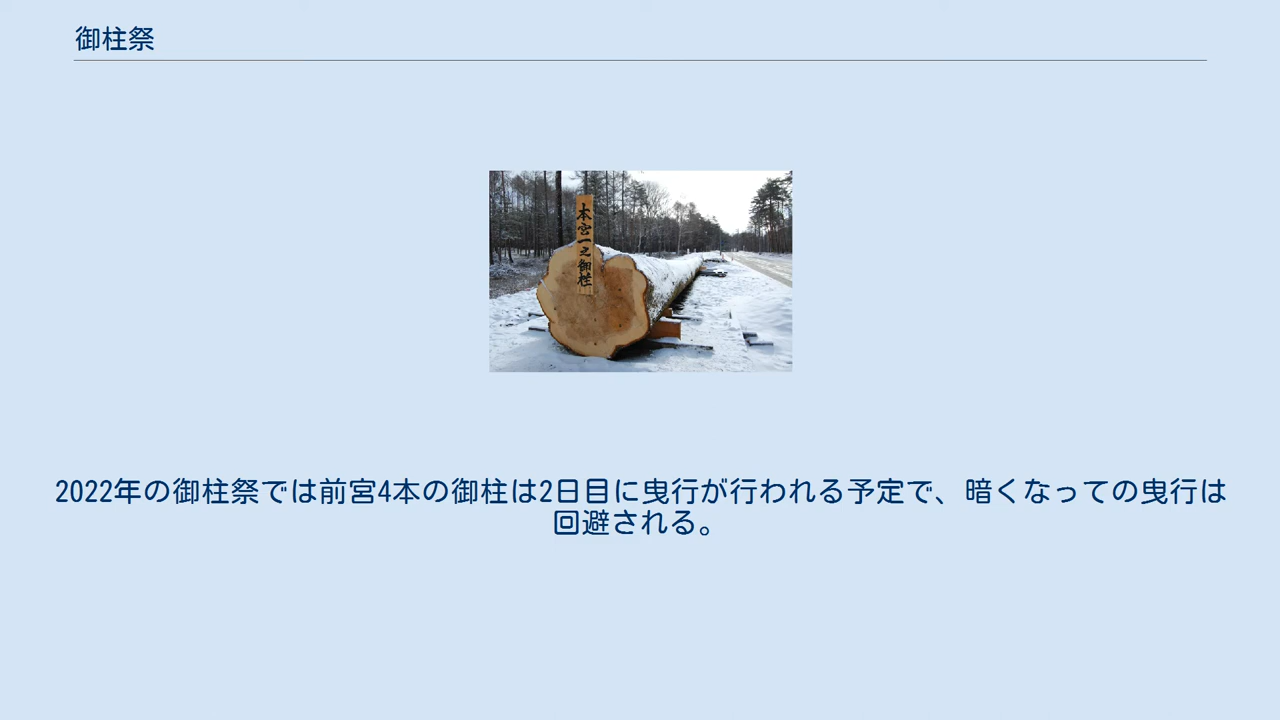 御柱祭
本宮一之御柱
2022年の御柱祭では前宮4本の御柱は2日目に曳行が行われる予定で、暗くなっての曳行は
回避される。